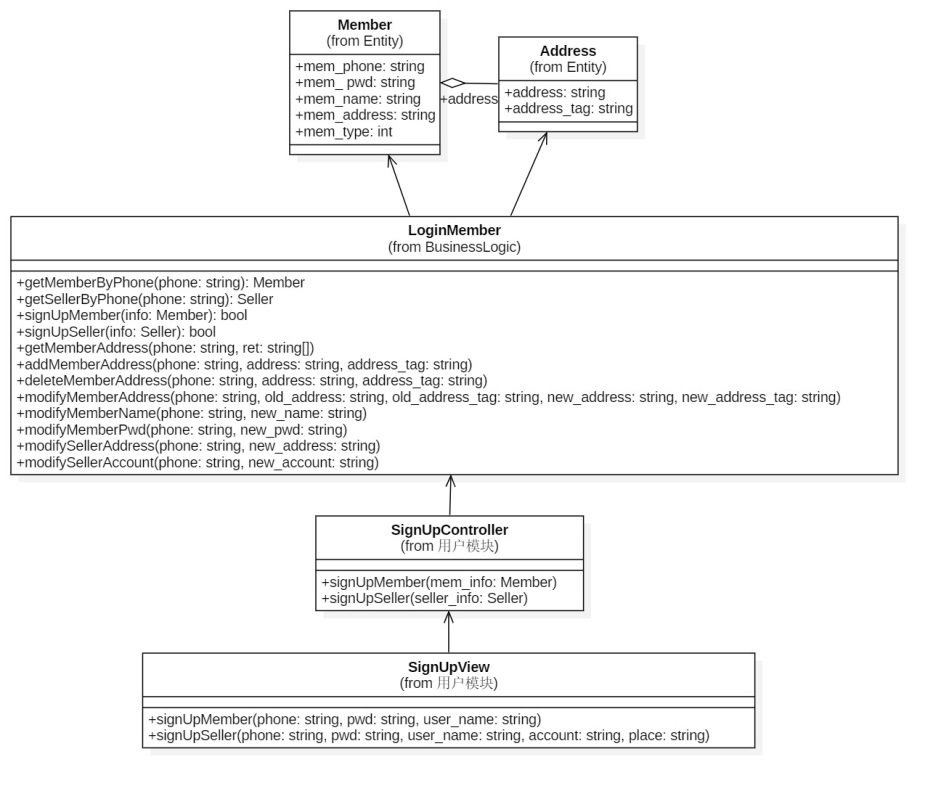 Member
(from Entity)
+mem_phone: string
+mem_ pwd: string
+mem_name: string
+mem_address: string
+mem_type: int
+address
Address
(from Entity)
+address: string
+address_tag: string
LoginMember
(from BusinessLogic)
+getMemberByPhone(phone: string): Member
+getSellerByPhone(phone: string): Seller
+signUpMember(info: Member): bool
+signUpSeller(info: Seller): bool
+getMemberAddress(phone: string, ret: string[])
+addMemberAddress(phone: string, address: string, address_tag: string)
+deleteMemberAddress(phone: string, address: string, address_tag: string)
+modifyMemberAddress(phone: string, old_address: string, old_address_tag: string, new_address: string, new_address_tag: string)
+modifyMemberName(phone: string, new_name: string)
+modifyMemberPwd(phone: string, new_pwd: string)
+modifySellerAddress(phone: string, new_address: string)
+modifySellerAccount(phone: string, new_account: string)
SignUpController
(from 用户模块)
+signUpMember(mem_info: Member)
+signUpSeller(seller_info: Seller)
SignUpView
(from 用户模块)
+signUpMember(phone: string, pwd: string, user_name: string)
+signUpSeller(phone: string, pwd: string, user_name: string, account: string, place: string)